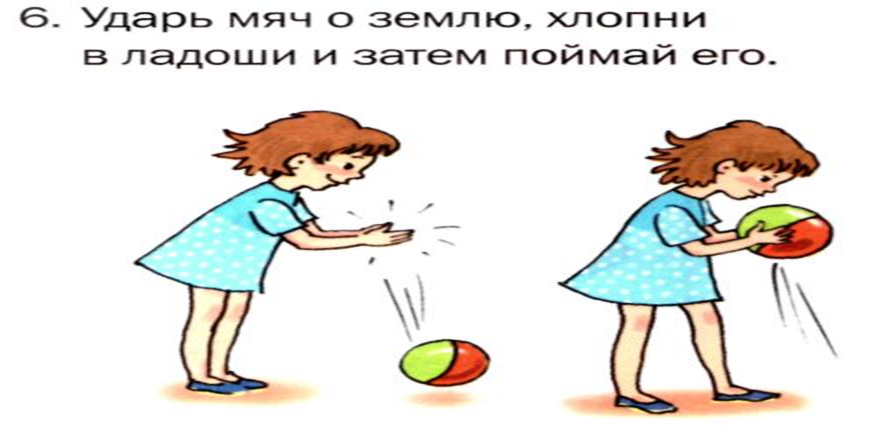 6. Ударь мяч о землю, хлопни
в ладоши и затем поймай его.